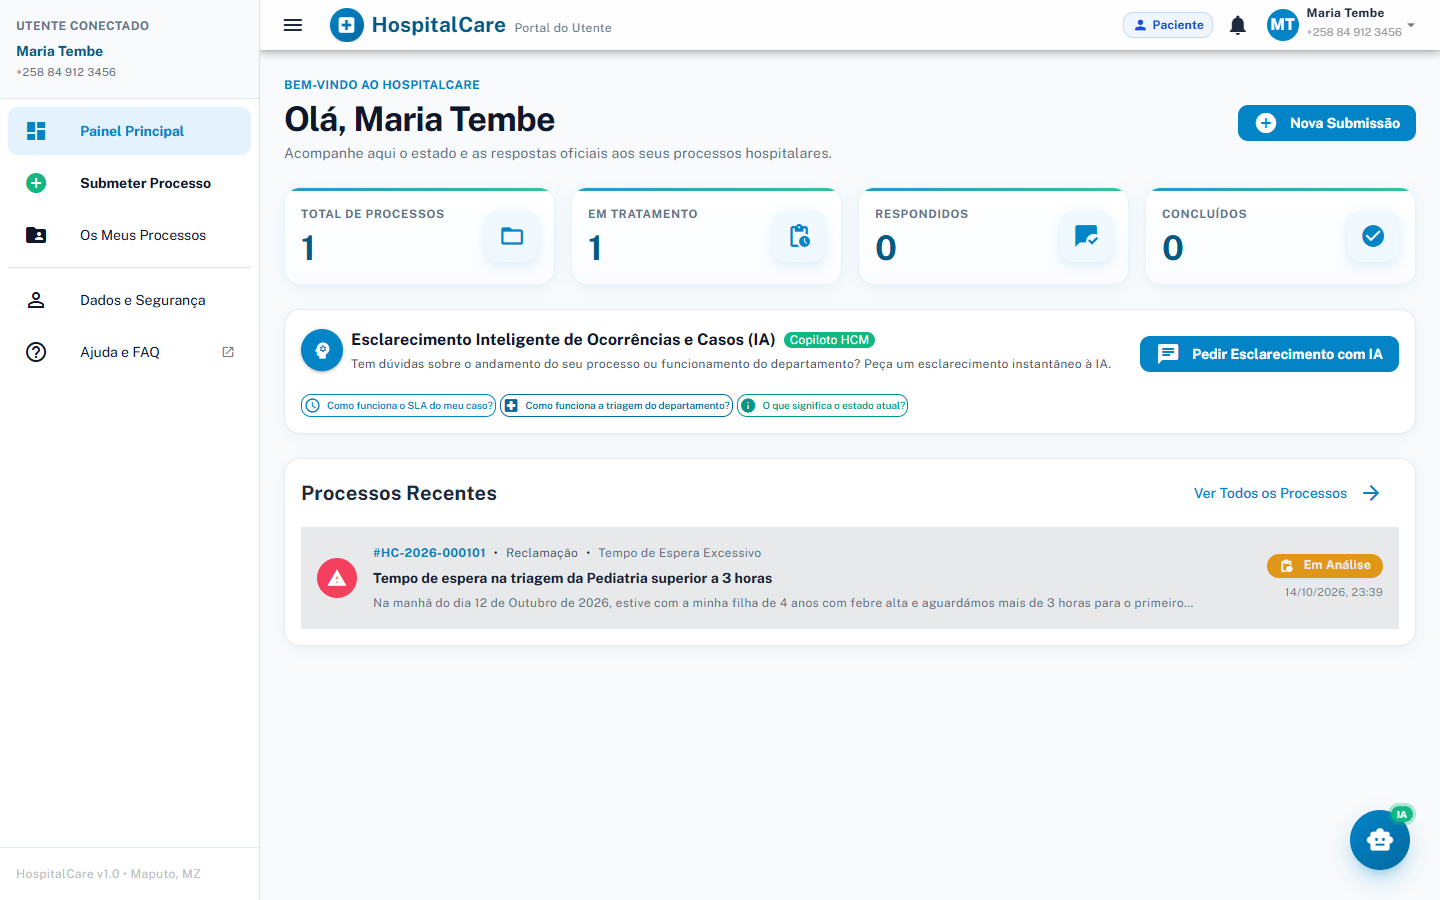 UTENTE CONECTADO
Maria Tembe
+258 84 912 3456
Painel Principal
Submeter Processo
Os Meus Processos
Dados e Segurança
Ajuda e FAQ
HospitalCare v1.0 • Maputo, MZ
HospitalCare Portal do Utente
Paciente
MT
Maria Tembe
+258 84 912 3456
BEM-VINDO AO HOSPITALCARE
Olá, Maria Tembe
Acompanhe aqui o estado e as respostas oficiais aos seus processos hospitalares.
Nova Submissão
TOTAL DE PROCESSOS
1
EM TRATAMENTO
1
RESPONDIDOS
0
CONCLUÍDOS
0
Esclarecimento Inteligente de Ocorrências e Casos (IA) Copiloto HCM
Tem dúvidas sobre o andamento do seu processo ou funcionamento do departamento? Peça um esclarecimento instantâneo à IA.
Pedir Esclarecimento com IA
Como funciona o SLA do meu caso?
Como funciona a triagem do departamento?
O que significa o estado atual?
Processos Recentes
Ver Todos os Processos
#HC-2026-000101 • Reclamação • Tempo de Espera Excessivo
Tempo de espera na triagem da Pediatria superior a 3 horas
Na manhã do dia 12 de Outubro de 2026, estive com a minha filha de 4 anos com febre alta e aguardámos mais de 3 horas para o primeiro...
Em Análise
14/10/2026, 23:39
IA